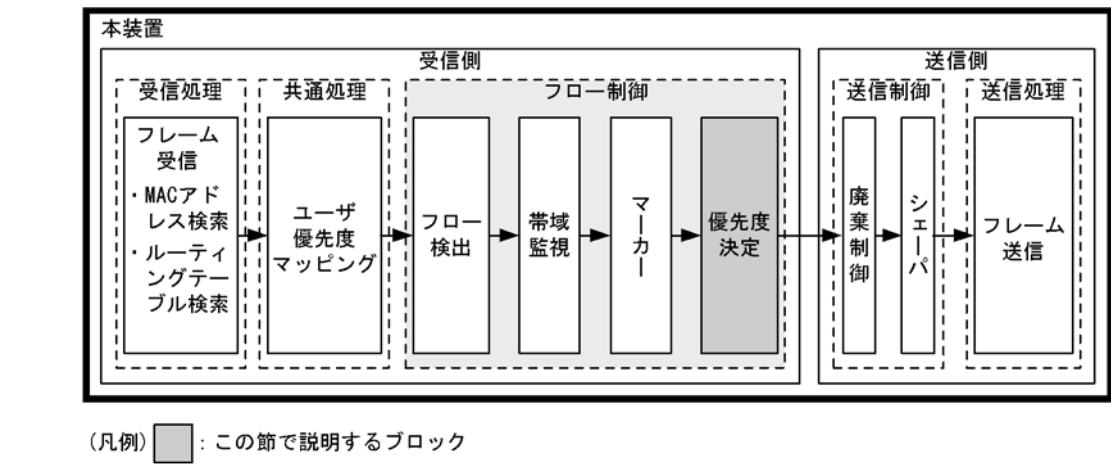 本装置
受信側
送信側
受信処理
共通処理
フロー制御
送信制御
送信処理
フレーム
受信
・MACアド
レス検索
・ルーティ
ングテー
ブル検索
ユーザ
優先度
マッピング
フロー
検出
帯域
監視
マーカー
優先度
決定
廃棄制御
シェーパ
フレーム
送信
(凡例)
:この節で説明するブロック